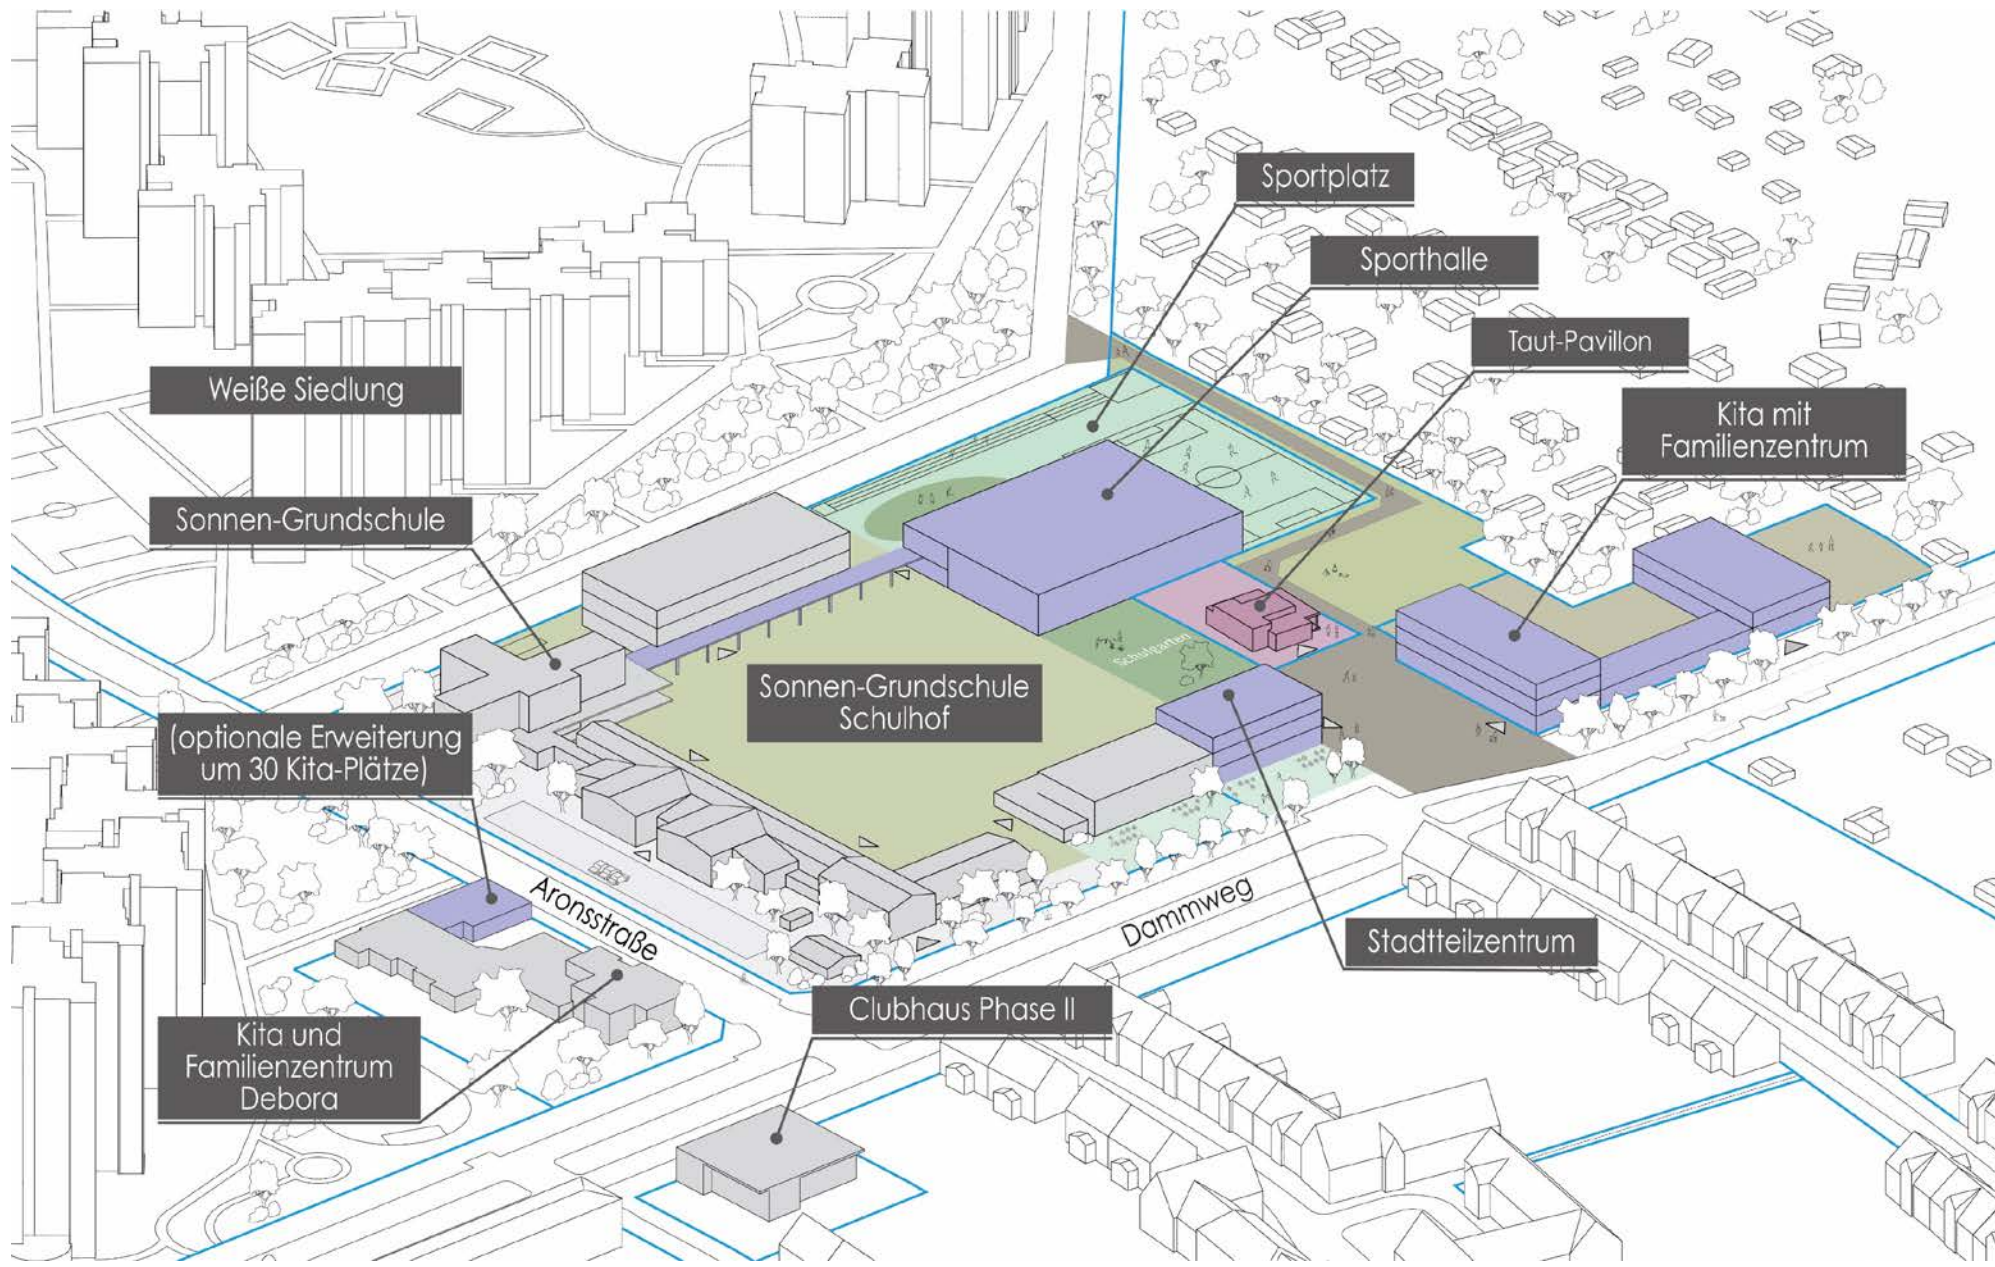 Sportplatz
Sporthalle
Taut-Pavillon
Weiße Siedlung
Kita mit
Familienzentrum
Sonnen-Grundschule
Schulgarten
Sonnen-Grundschule
Schulhof
(optionale Erweiterung
um 30 Kita-Plätze)
Aronsstraße
Dammweg
Stadtteilzentrum
Clubhaus Phase II
Kita und
Familienzentrum
Debora